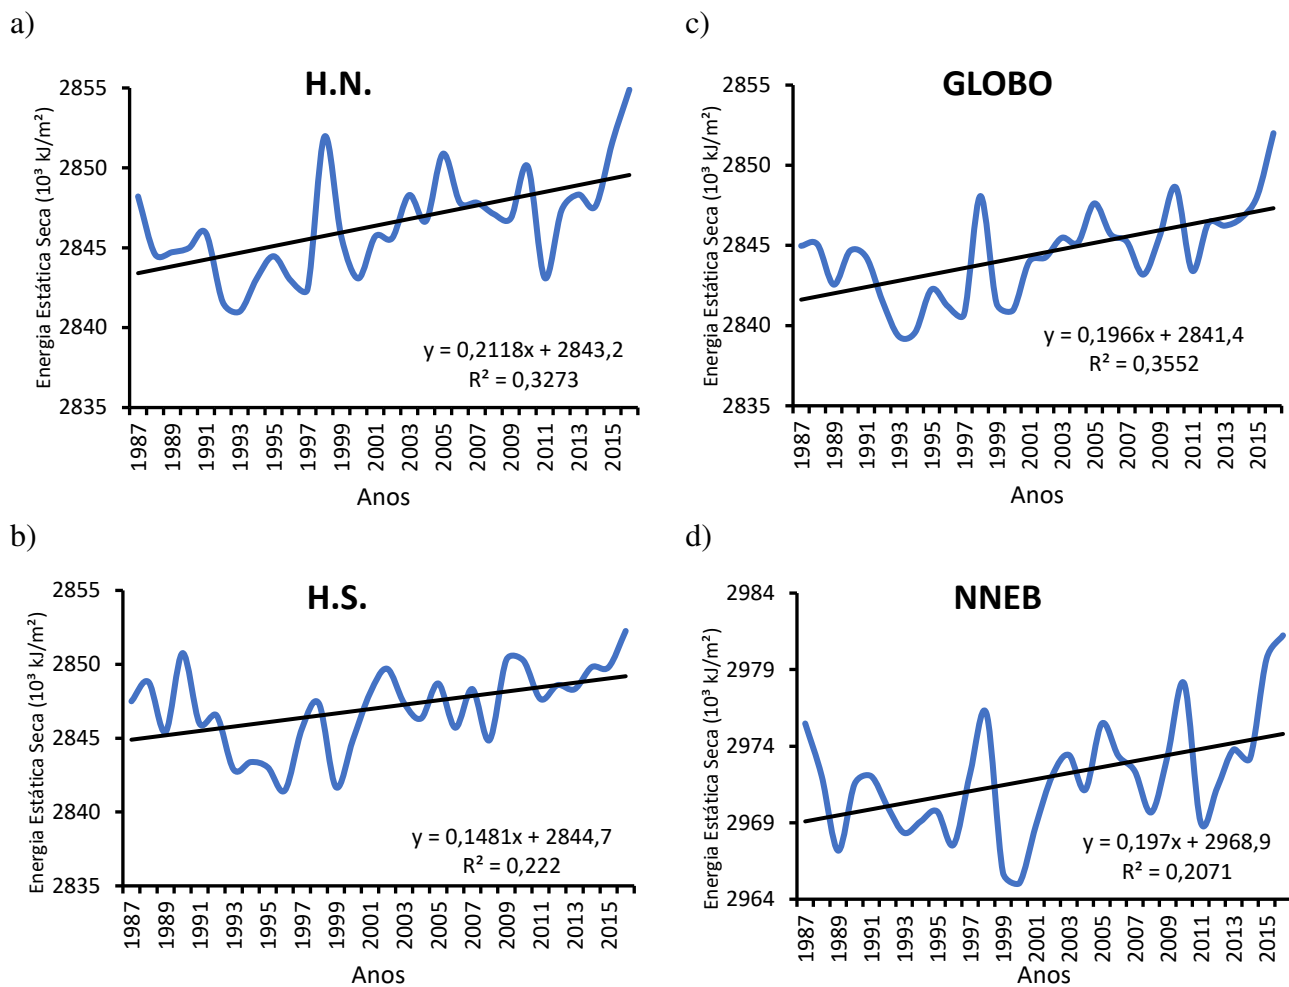 a)
H.N.
Energia Estática Seca (10³ kJ/m²)
2855
2850
2845
2840
2835
y = 0,2118x + 2843,2
R² = 0,3273
1987 1989 1991 1993 1995 1997 1999 2001 2003 2005 2007 2009 2011 2013 2015
Anos
c)
GLOBO
Energia Estática Seca (10³ kJ/m²)
2855
2850
2845
2840
2835
y = 0,1966x + 2841,4
R² = 0,3552
1987 1989 1991 1993 1995 1997 1999 2001 2003 2005 2007 2009 2011 2013 2015
Anos
b)
H.S.
Energia Estática Seca (10³ kJ/m²)
2855
2850
2845
2840
2835
y = 0,1481x + 2844,7
R² = 0,222
1987 1989 1991 1993 1995 1997 1999 2001 2003 2005 2007 2009 2011 2013 2015
Anos
d)
NNEB
Energia Estática Seca (10³ kJ/m²)
2984
2979
2974
2969
2964
y = 0,197x + 2968,9
R² = 0,2071
1987 1989 1991 1993 1995 1997 1999 2001 2003 2005 2007 2009 2011 2013 2015
Anos